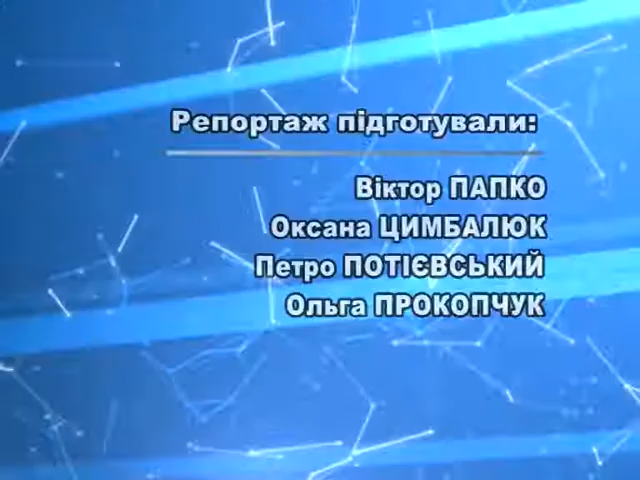 Репортаж підготували:
Віктор ПАПКО
Оксана ЦИМБАЛЮК
Петро ПОТІЄВСЬКИЙ
Ольга ПРОКОПЧУК